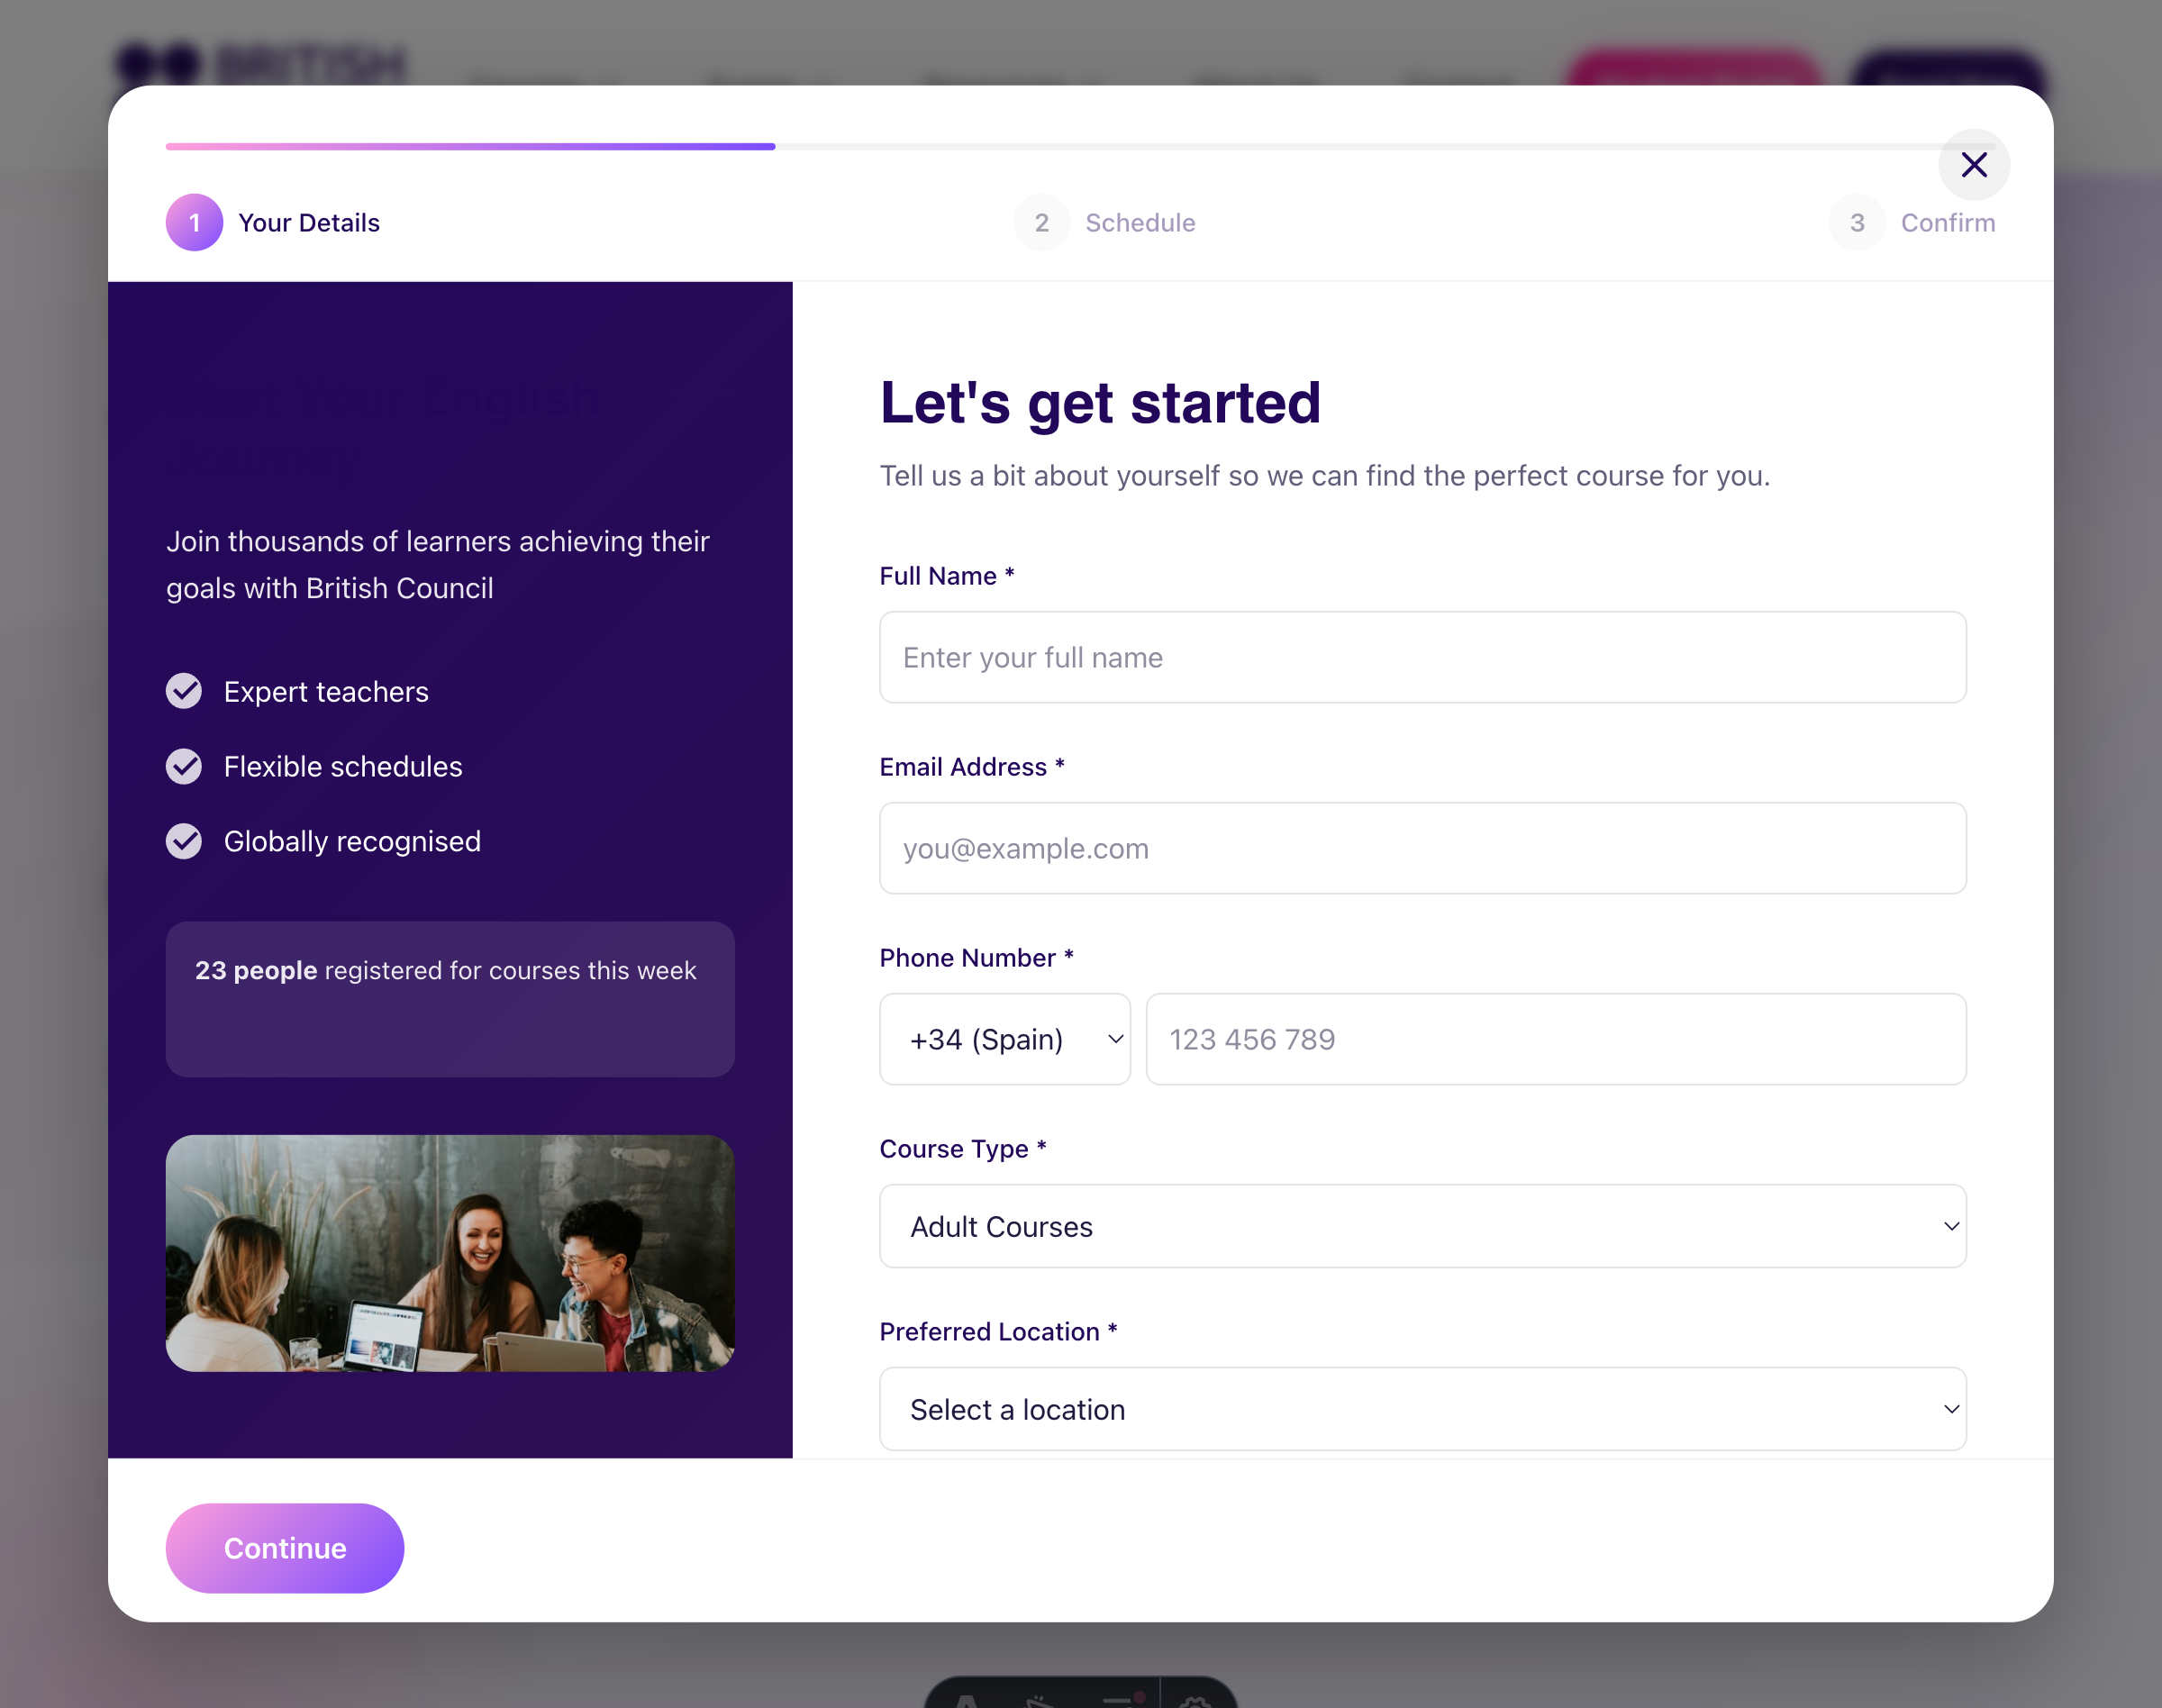 BRITISH
1 Your Details
2 Schedule
3 Confirm
English
Journey
Join thousands of learners achieving their
goals with British Council
Expert teachers
Flexible schedules
Globally recognised
23 people registered for courses this week
Let's get started
Tell us a bit about yourself so we can find the perfect course for you.
Full Name *
Enter your full name
Email Address *
you@example.com
Phone Number *
+34 (Spain)
123 456 789
Course Type *
Adult Courses
Preferred Location *
Select a location
Continue